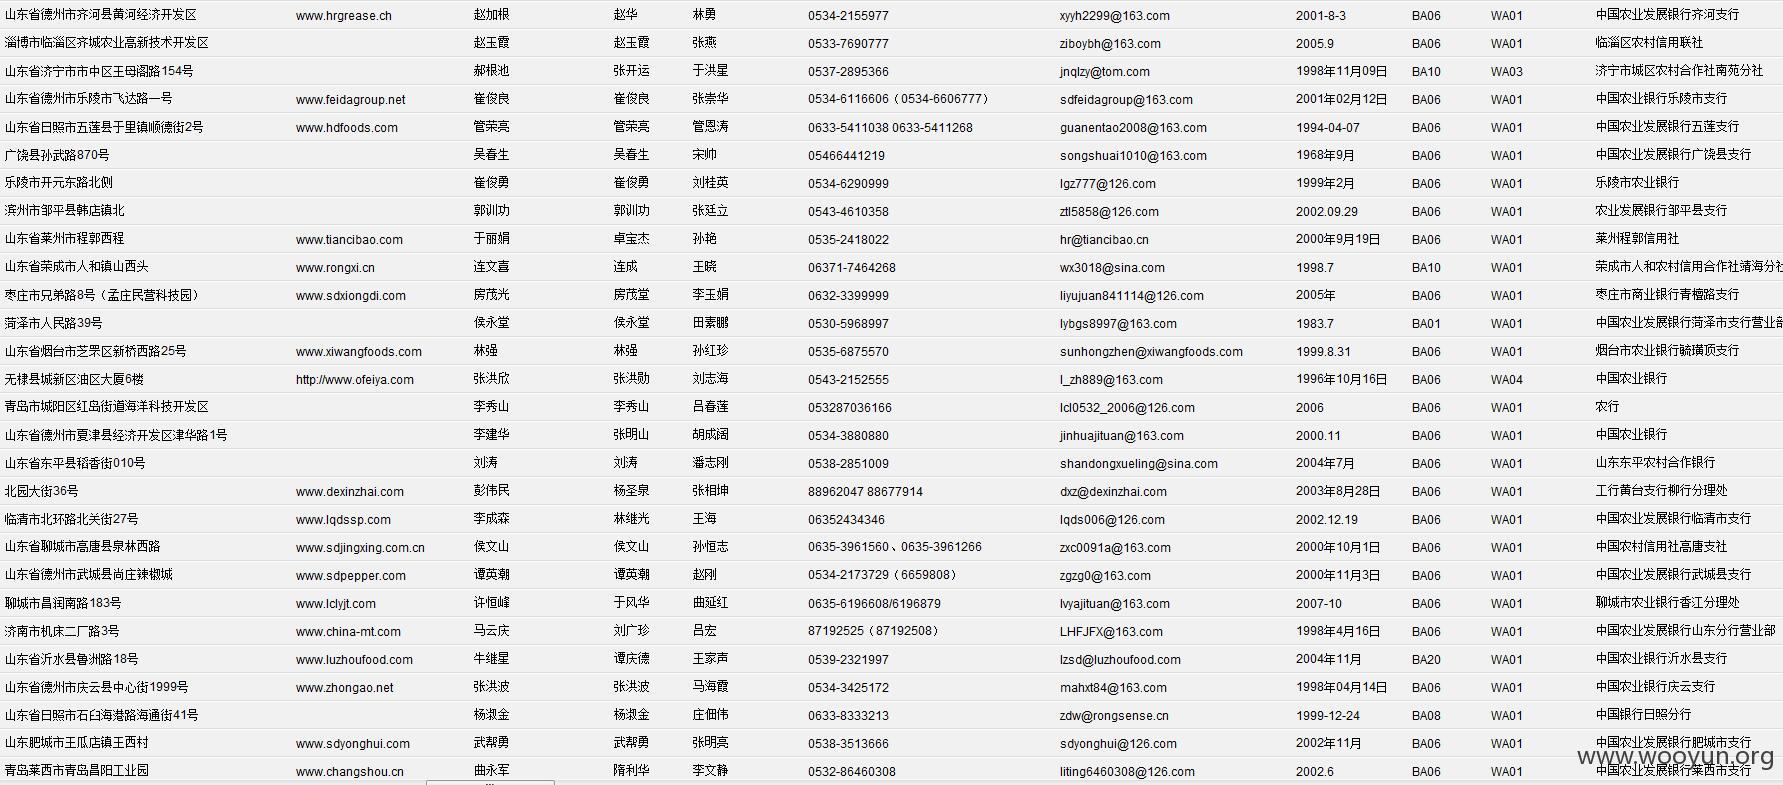 山东省德州市齐河县黄河经济开发区 www.hrgrease.ch 赵加根 赵华 林勇 0534-2155977 xyyh2299@163.com 2001-8-3 BA06 WA01 中国农业发展银行齐河支行
淄博市临淄区齐城农业高新技术开发区 赵玉霞 赵玉霞 张燕 0533-7690777 ziboybh@163.com 2005.9 BA06 WA01 临淄区农村信用联社
山东省济宁市市中区王母阁路154号 郝根池 张开运 于洪星 0537-2895366 jnqlzy@tom.com 1998年11月09日 BA10 WA03 济宁市城区农村合作社南苑分社
山东省德州市乐陵市飞达路一号 www.feidagroup.net 崔俊良 崔俊良 张崇华 0534-6116606（0534-6606777） sdfeidagroup@163.com 2001年02月12日 BA06 WA01 中国农业银行乐陵市支行
山东省日照市五莲县于里镇顺德街2号 www.hdfoods.com 管荣亮 管荣亮 管恩涛 0633-5411038 0633-5411268 guanentao2008@163.com 1994-04-07 BA06 WA01 中国农业银行五莲支行
广饶县孙武路870号 吴春生 吴春生 宋帅 05466441219 songshuai1010@163.com 1968年9月 BA06 WA01 中国农业发展银行广饶县支行
乐陵市开元东路北侧 崔俊勇 崔俊勇 刘桂英 0534-6290999 lgz777@126.com 1999年2月 BA06 WA01 乐陵市农业银行
滨州市邹平县韩店镇北 郭训功 郭训功 张廷立 0543-4610358 ztl5858@126.com 2002.09.29 BA06 WA01 农业发展银行邹平县支行
山东省莱州市程郭西程 www.tiancibao.com 于丽娟 卓宝杰 孙艳 0535-2418022 hr@tiancibao.cn 2000年9月19日 BA06 WA01 莱州程郭信用社
山东省荣成市人和镇山西头 www.rongxi.cn 连文喜 连成 王晓 06371-7464268 wx3018@sina.com 1998.7 BA10 WA01 荣成市人和农村信用合作社靖海分社
枣庄市兄弟路8号（孟庄民营科技园） www.sdxiongdi.com 房茂光 房茂堂 李玉娟 0632-3399999 liyujuan841114@126.com 2005年 BA06 WA01 枣庄市商业银行青檀路支行
菏泽市人民路39号 侯永堂 侯永堂 田素鹏 0530-5968997 lybgs8997@163.com 1983.7 BA01 WA01 中国农业发展银行菏泽市支行营业部
山东省烟台市芝罘区新桥西路25号 www.xiwangfoods.com 林强 林强 孙红珍 0535-6875570 sunhongzhen@xiwangfoods.com 1999.8.31 BA06 WA01 烟台市农业银行毓璜顶支行
无棣县城新区油区大厦6楼 http://www.ofeiya.com 张洪欣 张洪勋 刘志海 0543-2152555 l_zh889@163.com 1996年10月16日 BA06 WA04 中国农业银行
青岛市城阳区红岛街道海洋科技开发区 李秀山 李秀山 吕春莲 053287036166 lcl0532_2006@126.com 2006 BA06 WA01 农行
山东省德州市夏津县经济开发区津华路1号 李建华 张明山 胡成阔 0534-3880880 jinhuajituan@163.com 2000.11 BA06 WA01 中国农业银行
山东省东平县稻香街010号 刘涛 刘涛 潘志刚 0538-2851009 shandongxueling@sina.com 2004年7月 BA06 WA01 山东东平农村合作银行
北园大街36号 www.dexinzhai.com 彭伟民 杨圣泉 张相坤 88962047 88677914 dxz@dexinzhai.com 2003年8月28日 BA06 WA01 工行黄台支行柳行分理处
临清市北环路北关街27号 www.lqdssp.com 李成森 林继光 王海 06352434346 lqds006@126.com 2002.12.19 BA06 WA01 中国农业发展银行临清市支行
山东省聊城市高唐县泉林西路 www.sdjingxing.com.cn 侯文山 侯文山 孙恒志 0635-3961560、0635-3961266 zxc0091a@163.com 2000年10月1日 BA06 WA01 中国农村信用社高唐支社
山东省德州市武城县尚庄辣椒城 www.sdpepper.com 谭英潮 谭英潮 赵刚 0534-2173729（6659808） zgzg0@163.com 2000年11月3日 BA06 WA01 中国农业发展银行武城县支行
聊城市昌润南路183号 www.lclyjt.com 许恒峰 于风华 曲延红 0635-6196608/6196879 lvyajituan@163.com 2007-10 BA06 WA01 聊城市农业银行香江分理处
济南市机床二厂路3号 www.china-mt.com 马云庆 刘广珍 吕宏 87192525（87192508） LHFJFX@163.com 1998年4月16日 BA06 WA01 中国农业发展银行山东分行营业部
山东省沂水县鲁洲路18号 www.luzhoufood.com 牛继星 谭庆德 王家声 0539-2321997 lzsd@luzhoufood.com 2004年11月 BA20 WA01 中国农业银行沂水县支行
山东省德州市庆云县中心街1999号 www.zhongao.net 张洪波 张洪波 马海霞 0534-3425172 mahxt84@163.com 1998年04月14日 BA06 WA01 中国农业银行庆云支行
山东省日照市石臼海港路海通街41号 杨淑金 杨淑金 庄佃伟 0633-8333213 zdw@rongsense.cn 1999-12-24 BA08 WA01 中国银行日照分行
山东肥城市王瓜店镇王西村 www.sdyonghui.com 武帮勇 武帮勇 张明亮 0538-3513666 sdyonghui@126.com 2002年11月 BA06 WA01 中国农业发展银行肥城市支行
青岛莱西市青岛昌阳工业园 www.changshou.cn 曲永军 隋利华 李文静 0532-86460308 liting6460308@126.com 2002.6 BA06 WA01 中国农业发展银行莱西市支行
www.wooyun.org